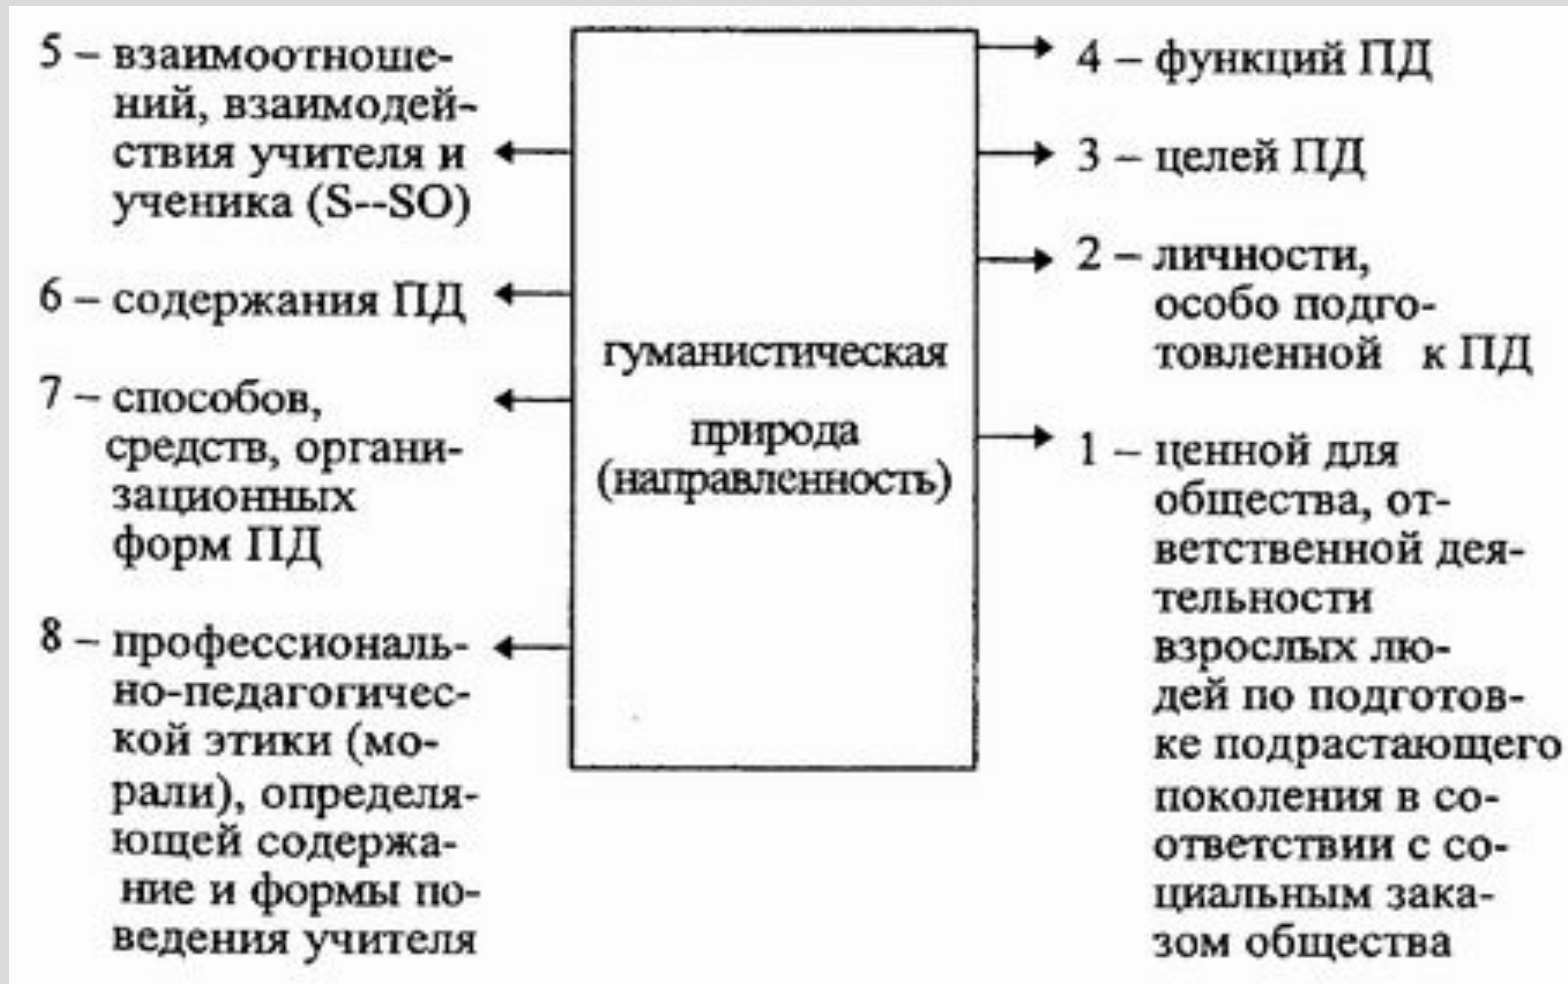 5 – взаимоотноше-
ний, взаимодей-
ствия учителя и
ученика (S--SO)
6 – содержания ПД
7 – способов,
средств, органи-
зационных
форм ПД
8 – профессиональ-
но-педагогичес-
кой этики (мо-
рали), определя-
ющей содержа-
ние и формы по-
ведения учителя
гуманистическая
природа
(направленность)
4 – функций ПД
3 – целей ПД
2 – личности,
особо подго-
товленной к ПД
1 – ценной для
общества, от-
ветственной дея-
тельности
взрослых лю-
дей по подготов-
ке подрастающего
поколения в со-
ответствии с со-
циальным зака-
зом общества